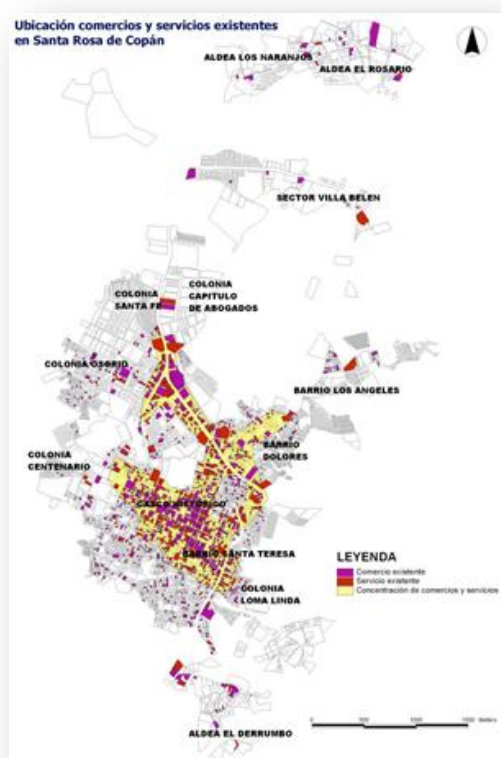 Ubicación comercios y servicios existentes
en Santa Rosa de Copán
ALDEA LOS NARANJOS
ALDEA EL ROSARIO
SECTOR VILLA BELEN
COLONIA
SANTA FE
COLONIA
CAPITULO
DE ABOGADOS
COLONIA OSORIO
BARRIO LOS ANGELES
COLONIA
CENTENARIO
BARRIO
DOLORES
CASCO HISTORICO
BARRIO SANTA TERESA
COLONIA
LOMA LINDA
LEYENDA
Comercio existente
Servicio existente
Concentración de comercios y servicios
ALDEA EL DERRUMBO